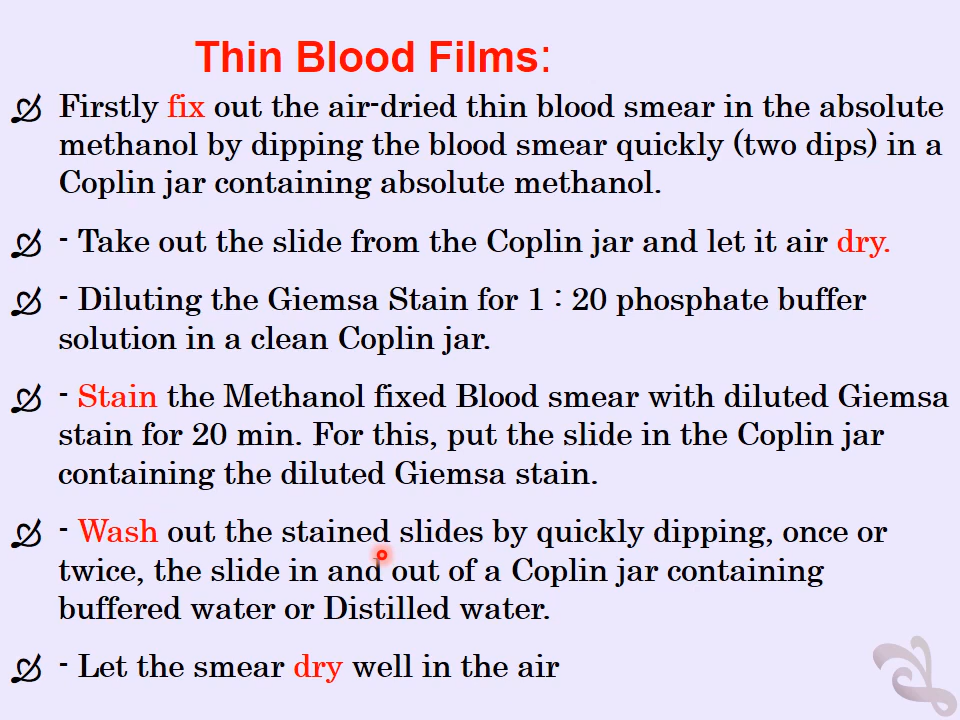 Thin Blood Films:
Firstly fix out the air-dried thin blood smear in the absolute
methanol by dipping the blood smear quickly (two dips) in a
Coplin jar containing absolute methanol.
- Take out the slide from the Coplin jar and let it air dry.
- Diluting the Giemsa Stain for 1 : 20 phosphate buffer
solution in a clean Coplin jar.
- Stain the Methanol fixed Blood smear with diluted Giemsa
stain for 20 min. For this, put the slide in the Coplin jar
containing the diluted Giemsa stain.
- Wash out the stained slides by quickly dipping, once or
twice, the slide in and out of a Coplin jar containing
buffered water or Distilled water.
- Let the smear dry well in the air